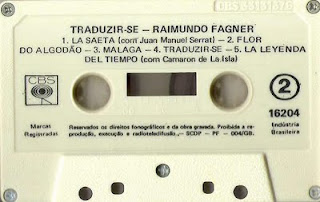 TRADUZIR-SE — RAIMUNDO FAGNER
1. LA SAETA (com Juan Manuel Serrat) — 2. FLOR
DO ALGODÃO — 3. MALAGA — 4. TRADUZIR-SE — 5. LA LEYENDA
DEL TIEMPO (com Camaron de La Isla)
CBS
2
16204
Marcas
Registradas
Reservados os direitos fonográficos e da obra gravada. Proibida a re-
produção, execução e radioteledifusão.— SCDP — PF — 004/GB.
Indústria
Brasileira